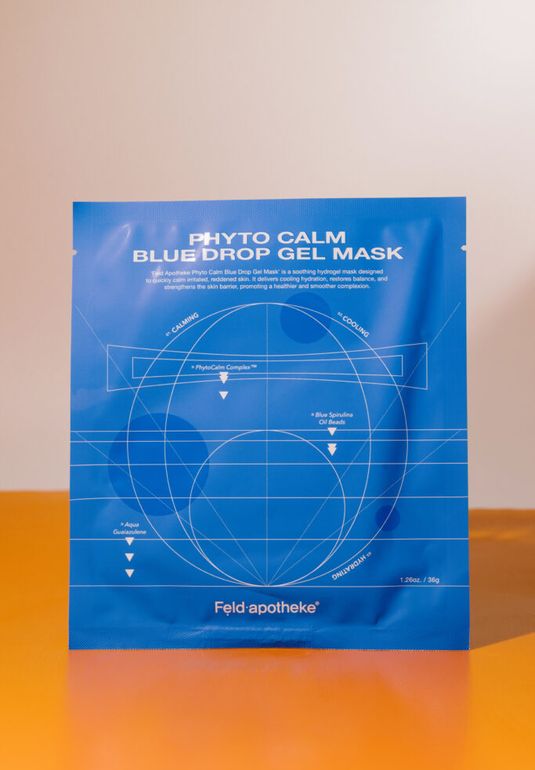 PHYTO CALM
BLUE DROP GEL MASK
'Feld Apotheke Phyto Calm Blue Drop Gel Mask' is a soothing hydrogel mask designed
to quickly calm irritated, reddened skin. It delivers cooling hydration, restores balance, and
strengthens the skin barrier, promoting a healthier and smoother complexion.
01. CALMING
02. COOLING
» PhytoCalm Complex™
» Blue Spirulina
Oil Beads
» Aqua
Guaiazulene
03. HYDRATING
1.26oz. / 36g
Feld·apotheke®